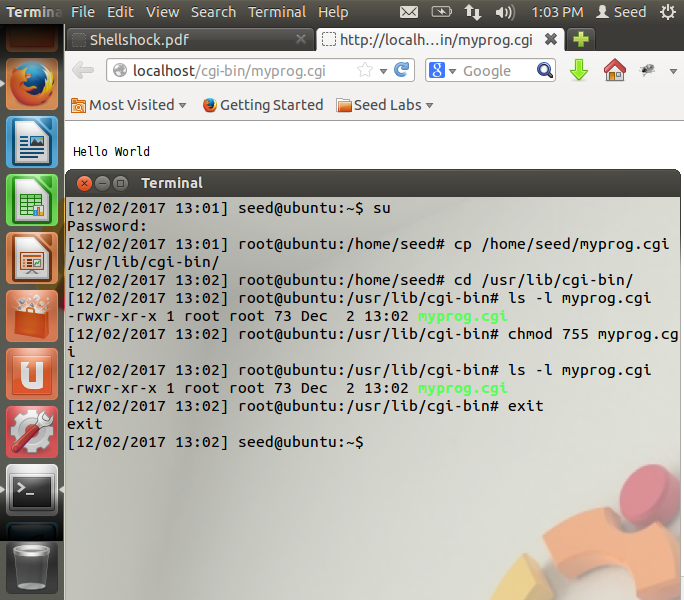 Termina File Edit View Search Terminal Help 1:03 PM Seed
Shellshock.pdf http://localh...in/myprog.cgi
localhost/cgi-bin/myprog.cgi 8 Google
Most Visited Getting Started Seed Labs
Hello World
Terminal
[12/02/2017 13:01] seed@ubuntu:~$ su
Password:
[12/02/2017 13:01] root@ubuntu:/home/seed# cp /home/seed/myprog.cgi
/usr/lib/cgi-bin/
[12/02/2017 13:02] root@ubuntu:/home/seed# cd /usr/lib/cgi-bin/
[12/02/2017 13:02] root@ubuntu:/usr/lib/cgi-bin# ls -l myprog.cgi
-rwxr-xr-x 1 root root 73 Dec  2 13:02 myprog.cgi
[12/02/2017 13:02] root@ubuntu:/usr/lib/cgi-bin# chmod 755 myprog.cg
i
[12/02/2017 13:02] root@ubuntu:/usr/lib/cgi-bin# ls -l myprog.cgi
-rwxr-xr-x 1 root root 73 Dec  2 13:02 myprog.cgi
[12/02/2017 13:02] root@ubuntu:/usr/lib/cgi-bin# exit
exit
[12/02/2017 13:02] seed@ubuntu:~$